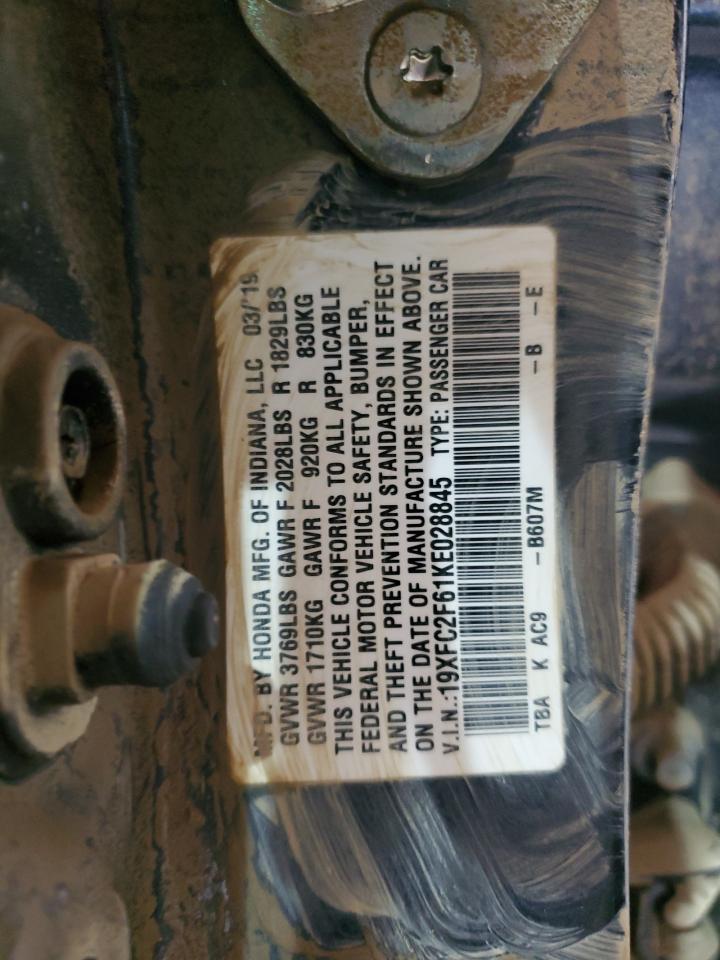 MFD. BY HONDA MFG. OF INDIANA, LLC 03/'19
GVWR 3769LBS GAWR F 2028LBS R 1829LBS
GVWR 1710KG GAWR F 920KG R 830KG
THIS VEHICLE CONFORMS TO ALL APPLICABLE
FEDERAL MOTOR VEHICLE SAFETY, BUMPER,
AND THEFT PREVENTION STANDARDS IN EFFECT
ON THE DATE OF MANUFACTURE SHOWN ABOVE.
V.I.N.:19XFC2F61KE028845 TYPE: PASSENGER CAR
TBA K AC9 –B607M –B –E